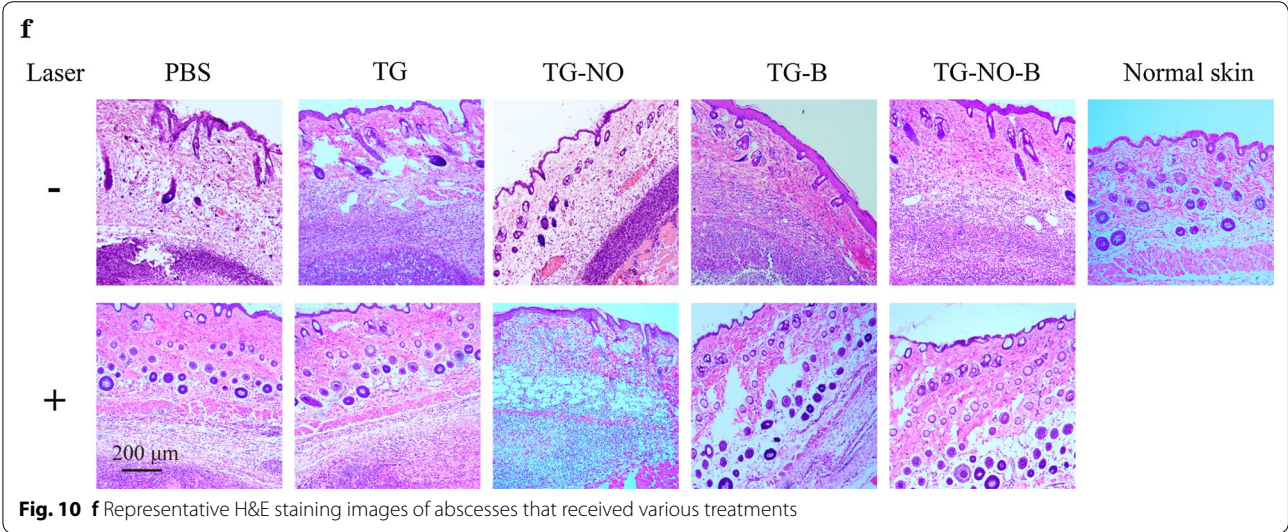 f
Laser PBS TG TG-NO TG-B TG-NO-B Normal skin
-
+
200 μm
Fig. 10 f Representative H&E staining images of abscesses that received various treatments